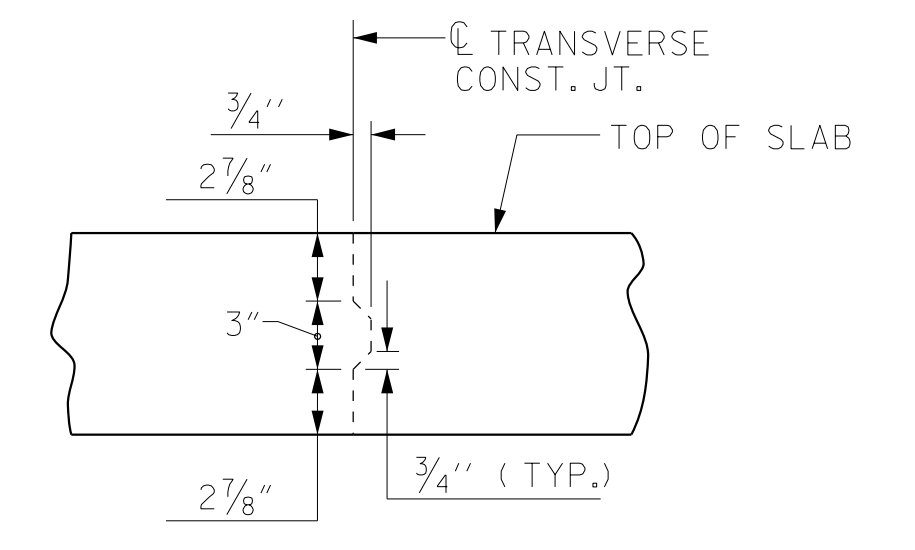 ℄ TRANSVERSE
CONST. JT.
3/4"
TOP OF SLAB
2 7/8"
3"
3/4" (TYP.)
2 7/8"